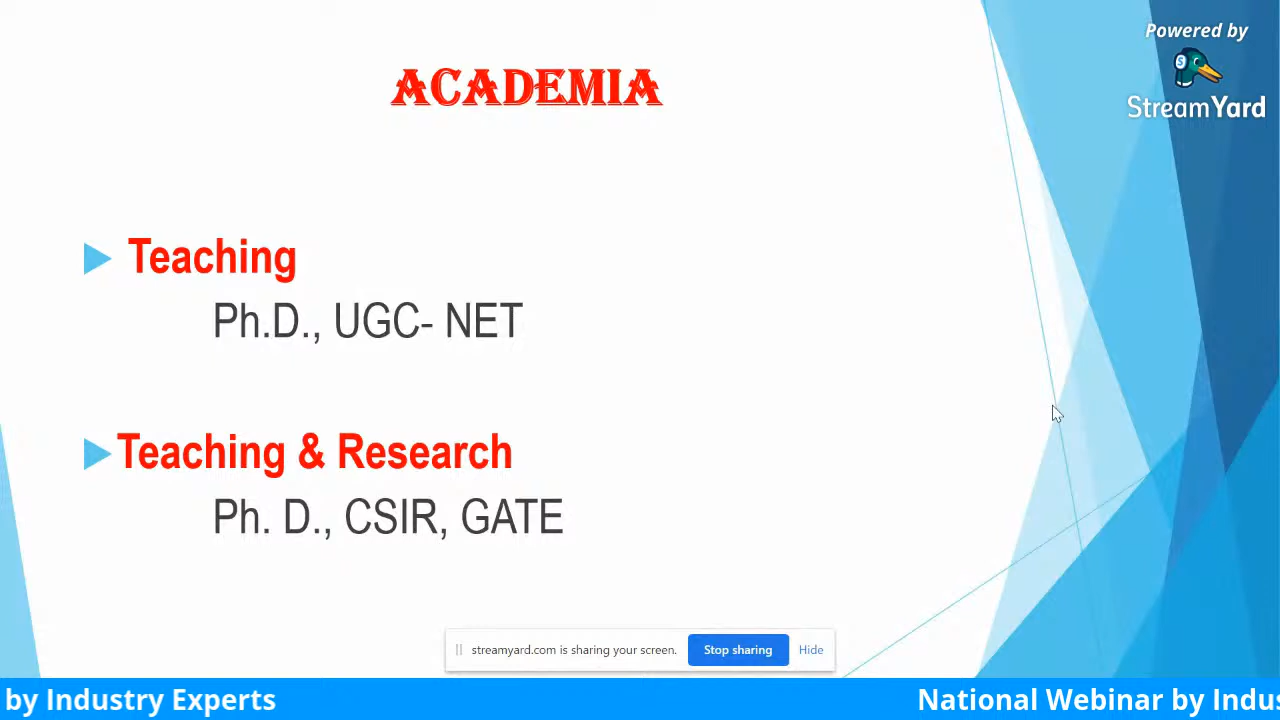 Powered by
StreamYard
ACADEMIA
Teaching
Ph.D., UGC- NET
Teaching & Research
Ph. D., CSIR, GATE
streamyard.com is sharing your screen. Stop sharing Hide
by Industry Experts National Webinar by Indus